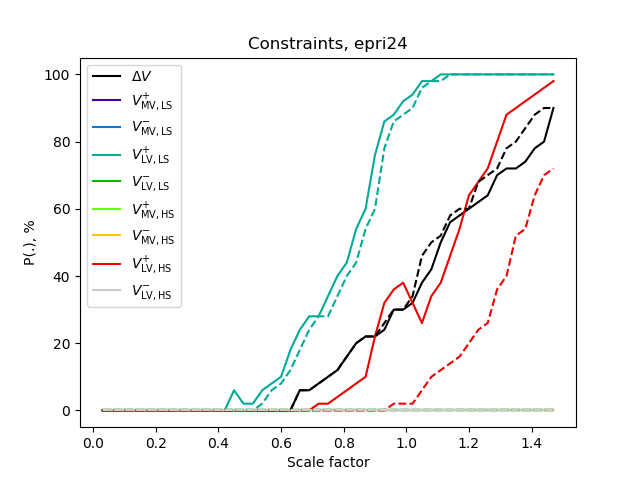 Constraints, epri24
P(.), %
100
80
60
40
20
0
ΔV
V⁺MV, LS
V⁻MV, LS
V⁺LV, LS
V⁻LV, LS
V⁺MV, HS
V⁻MV, HS
V⁺LV, HS
V⁻LV, HS
0.0 0.2 0.4 0.6 0.8 1.0 1.2 1.4
Scale factor